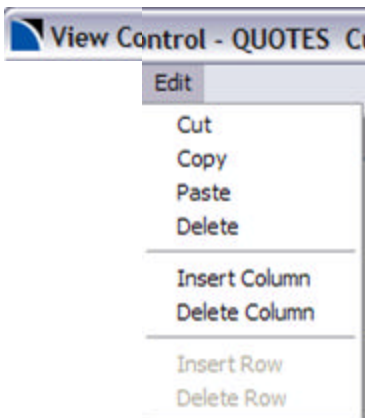 View Control - QUOTES
Edit
Cut
Copy
Paste
Delete
Insert Column
Delete Column
Insert Row
Delete Row